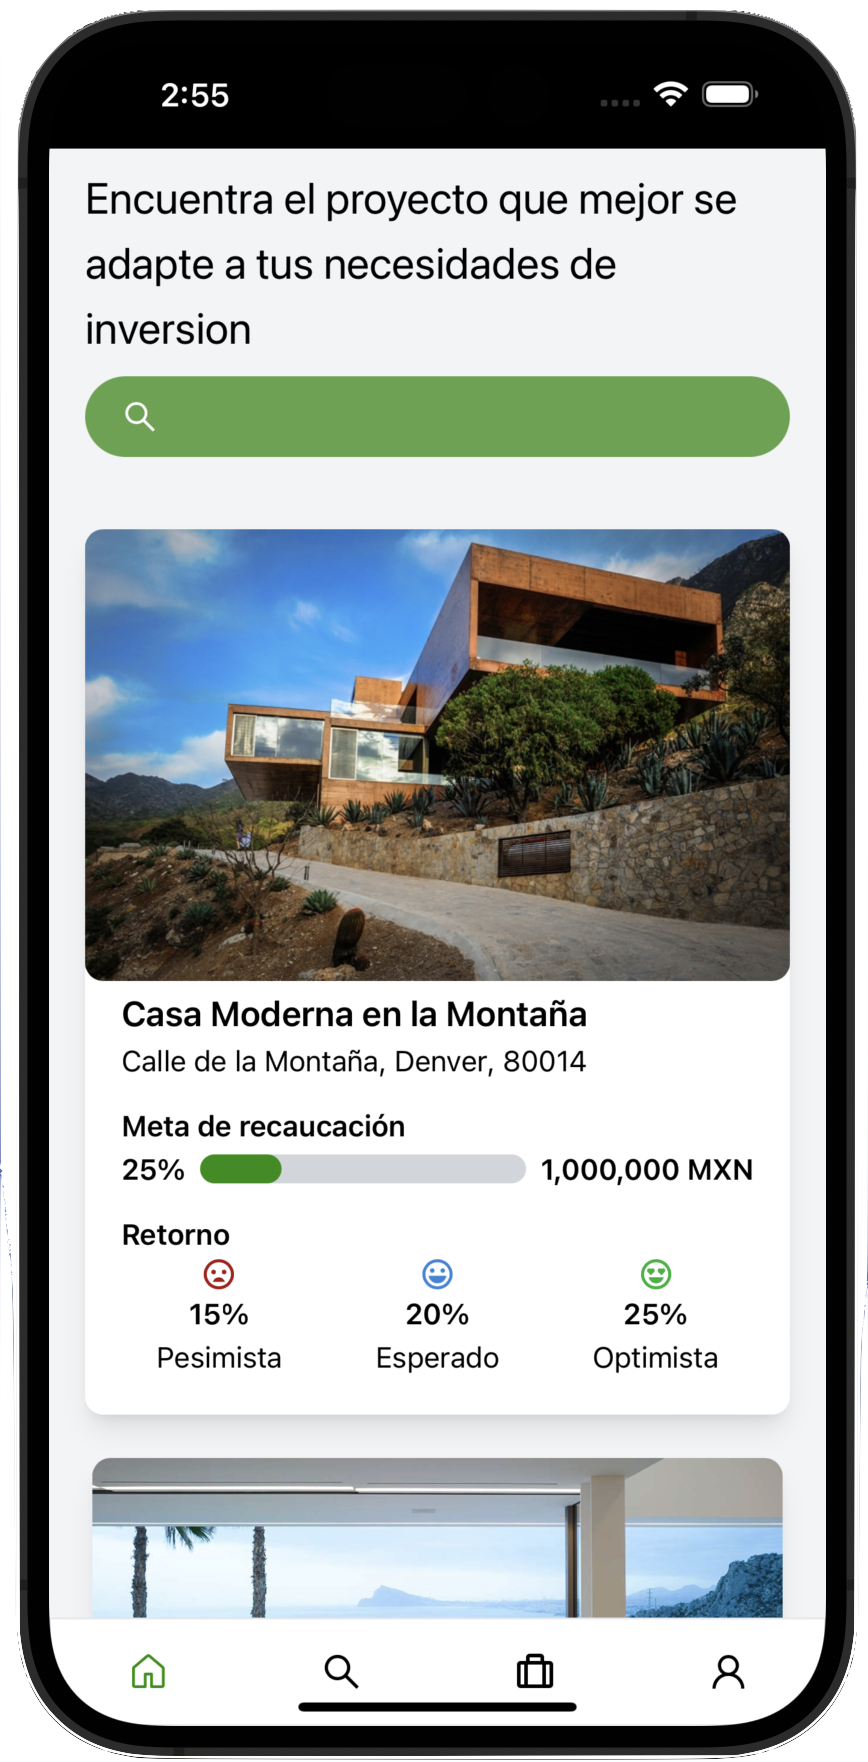 2:55
Encuentra el proyecto que mejor se
adapte a tus necesidades de
inversion
Casa Moderna en la Montaña
Calle de la Montaña, Denver, 80014
Meta de recaucación
25% 1,000,000 MXN
Retorno
15% 20% 25%
Pesimista Esperado Optimista